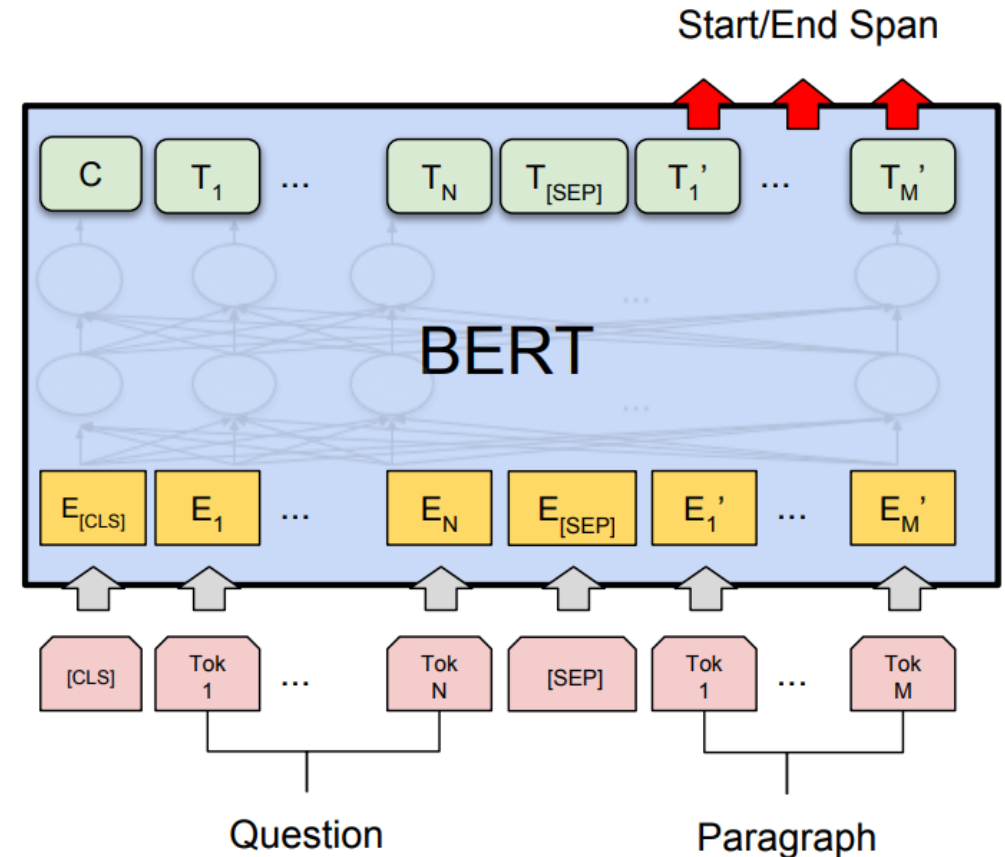 Start/End Span
C T1 ... TN T[SEP] T1’ ... TM’
...
BERT
...
E[CLS] E1 ... EN E[SEP] E1’ ... EM’
[CLS] Tok 1 ... Tok N [SEP] Tok 1 ... Tok M
Question Paragraph